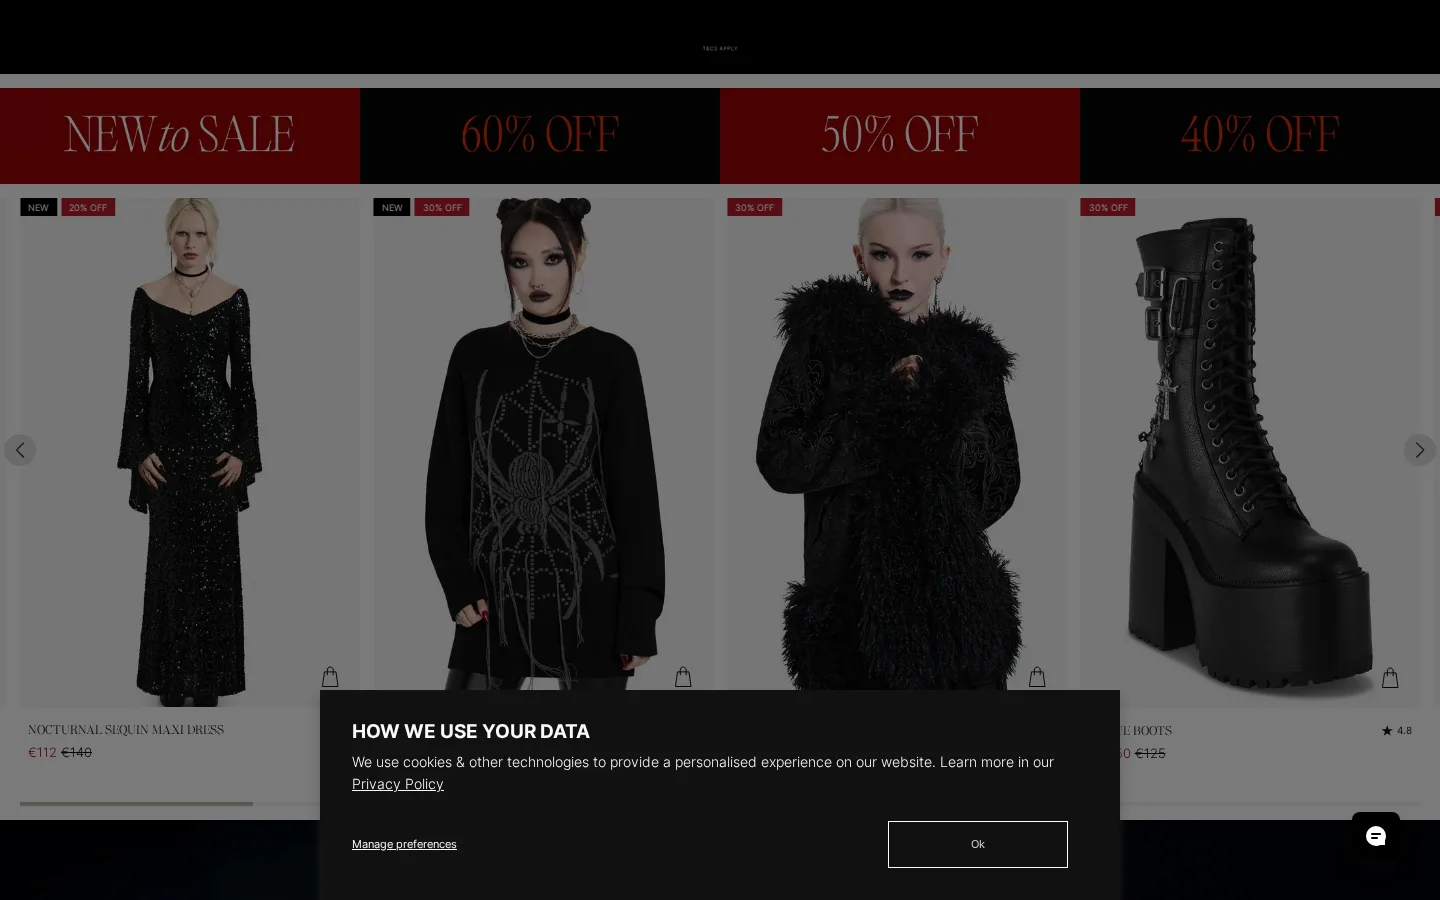 T&CS APPLY
NEW to SALE
60% OFF
50% OFF
40% OFF
NEW
20% OFF
NEW
30% OFF
30% OFF
30% OFF
NOCTURNAL SEQUIN MAXI DRESS
€112 €140
BOOTS
4.8
€125
HOW WE USE YOUR DATA
We use cookies & other technologies to provide a personalised experience on our website. Learn more in our
Privacy Policy
Manage preferences
Ok